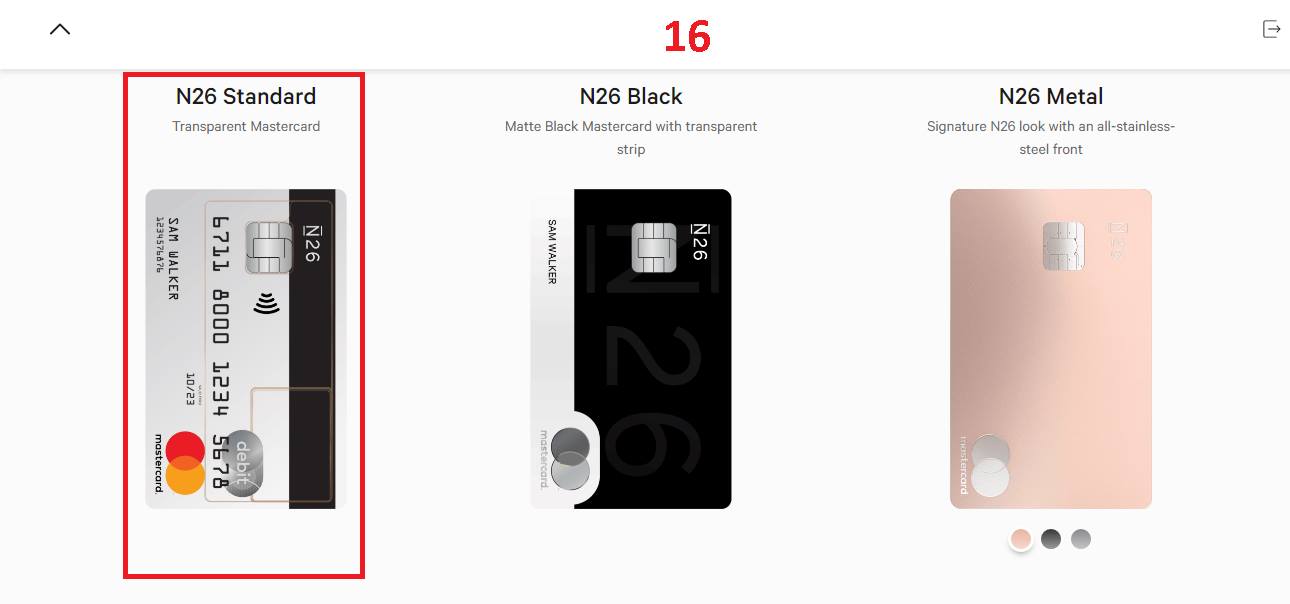 16
N26 Standard
Transparent Mastercard
N26
6711 8000 1234 5678
SAM WALKER
1234576876
10/23
debit
mastercard.
N26 Black
Matte Black Mastercard with transparent
strip
N26
N26
SAM WALKER
mastercard.
N26 Metal
Signature N26 look with an all-stainless-
steel front
N26
mastercard